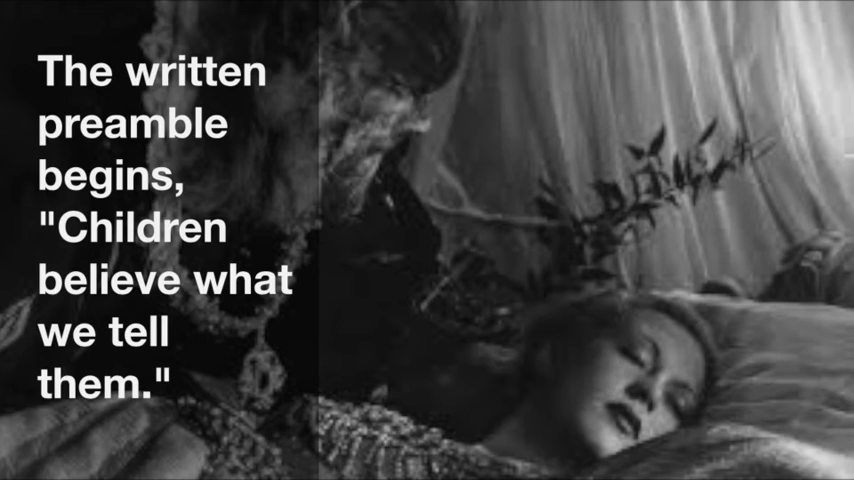 The written
preamble
begins,
"Children
believe what
we tell
them."